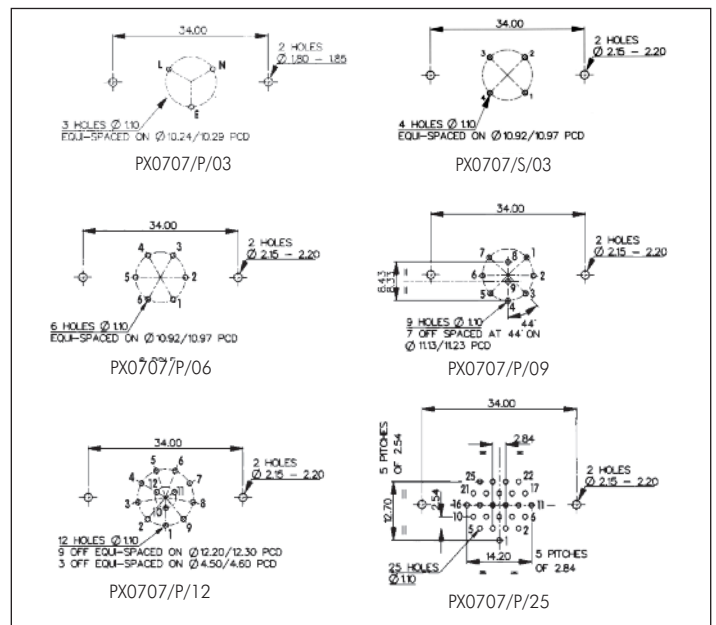 34.00
2 HOLES
Ø 1.80 – 1.85
L
N
E
3 HOLES Ø 1.10
EQUI-SPACED ON Ø 10.24/10.29 PCD
PX0707/P/03
34.00
2 HOLES
Ø 2.15 – 2.20
3
2
4
1
4 HOLES Ø 1.10
EQUI-SPACED ON Ø 10.92/10.97 PCD
PX0707/S/03
34.00
2 HOLES
Ø 2.15 – 2.20
4
3
5
2
6
1
6 HOLES Ø 1.10
EQUI-SPACED ON Ø 10.92/10.97 PCD
PX0707/P/06
34.00
2 HOLES
Ø 2.15 – 2.20
7
8
1
6
2
9
5
3
4
44°
9 HOLES Ø 1.10
7 OFF SPACED AT 44° ON
Ø 11.13/11.23 PCD
PX0707/P/09
34.00
2 HOLES
Ø 2.15 – 2.20
5
6
4
12
11
7
3
8
10
2
9
1
12 HOLES Ø 1.10
9 OFF EQUI-SPACED ON Ø 12.20/12.30 PCD
3 OFF EQUI-SPACED ON Ø 4.50/4.60 PCD
PX0707/P/12
34.00
2.84
5 PITCHES
OF 2.54
2 HOLES
Ø 2.15 – 2.20
25
22
21
17
12.70
2.54
16
11
10
6
5
2
1
14.20
5 PITCHES
OF 2.84
25 HOLES
Ø 1.10
PX0707/P/25